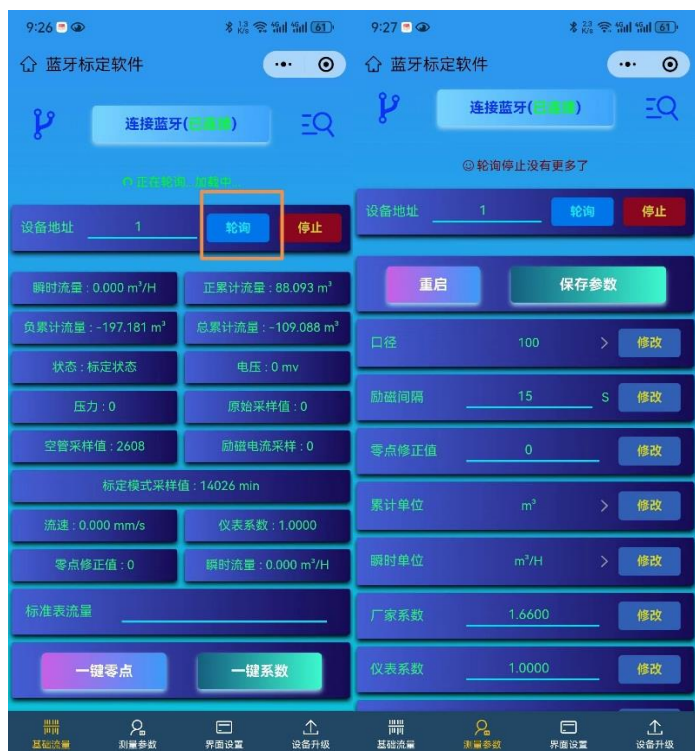 9:26
1.3 K/s 4G 4G 61
蓝牙标定软件
连接蓝牙(已连接)
正在轮询...加载中...
设备地址 1 轮询 停止
瞬时流量 : 0.000 m³/H 正累计流量 : 88.093 m³
负累计流量 : -197.181 m³ 总累计流量 : -109.088 m³
状态 : 标定状态 电压 : 0 mv
压力 : 0 原始采样值 : 0
空管采样值 : 2608 励磁电流采样 : 0
标定模式采样值 : 14026 min
流速 : 0.000 mm/s 仪表系数 : 1.0000
零点修正值 : 0 瞬时流量 : 0.000 m³/H
标准表流量
一键零点 一键系数
基础流量 测量参数 界面设置 设备升级
9:27
2.3 K/s 4G 4G 61
蓝牙标定软件
连接蓝牙(已连接)
轮询停止没有更多了
设备地址 1 轮询 停止
重启 保存参数
口径 100 > 修改
励磁间隔 15 S 修改
零点修正值 0 修改
累计单位 m³ > 修改
瞬时单位 m³/H > 修改
厂家系数 1.6600 修改
仪表系数 1.0000 修改
基础流量 测量参数 界面设置 设备升级